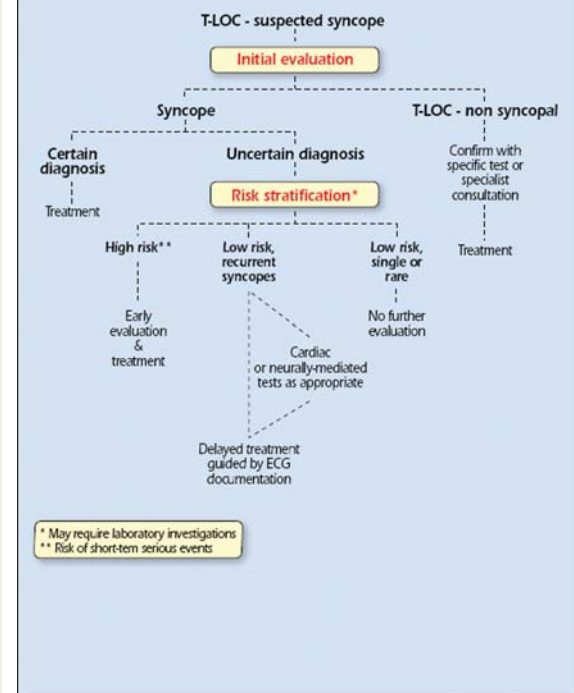 T-LOC - suspected syncope
Initial evaluation
Syncope
T-LOC - non syncopal
Certain
diagnosis
Treatment
Uncertain diagnosis
Risk stratification*
Confirm with
specific test or
specialist
consultation
Treatment
High risk**
Early
evaluation
&
treatment
Low risk,
recurrent
syncopes
Low risk,
single or
rare
No further
evaluation
Cardiac
or neurally-mediated
tests as appropriate
Delayed treatment
guided by ECG
documentation
* May require laboratory investigations
** Risk of short-tem serious events